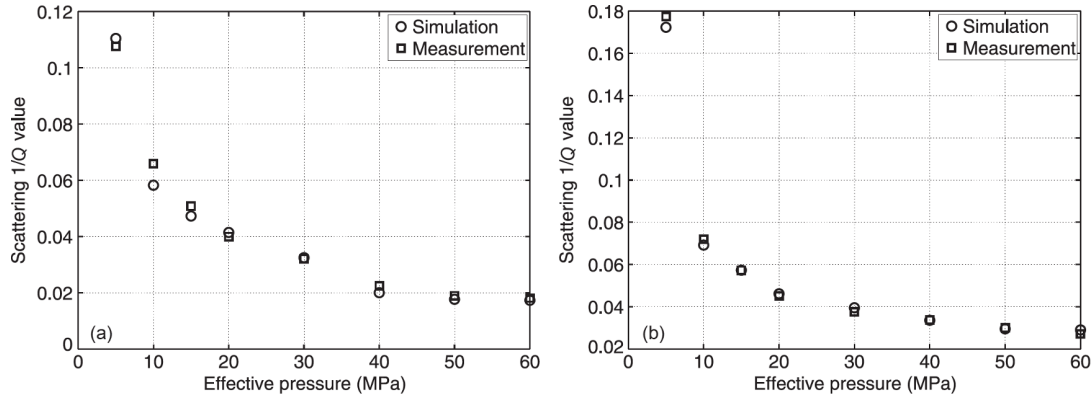 0.12
0.1
0.08
0.06
0.04
0.02
0
Scattering 1/Q value
Simulation
Measurement
(a)
0 10 20 30 40 50 60
Effective pressure (MPa)
0.18
0.16
0.14
0.12
0.1
0.08
0.06
0.04
0.02
Scattering 1/Q value
Simulation
Measurement
(b)
0 10 20 30 40 50 60
Effective pressure (MPa)